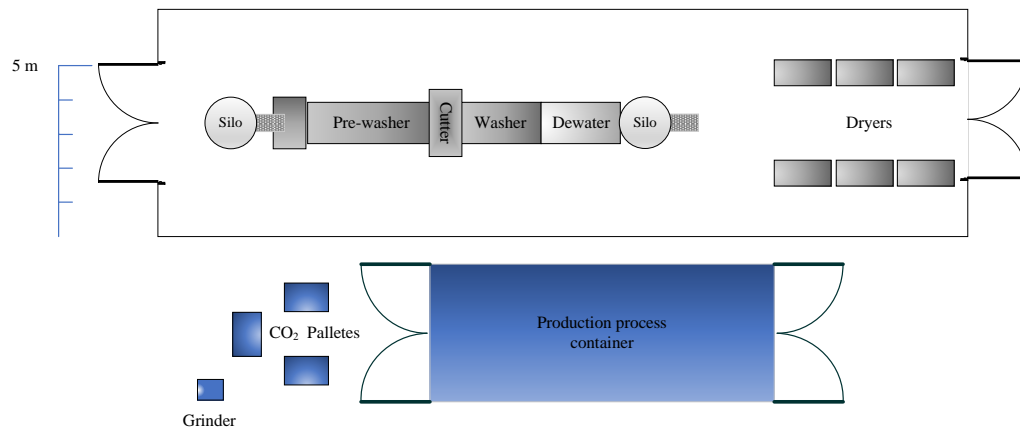 5 m
Silo
Pre-washer
Cutter
Washer
Dewater
Silo
Dryers
Production process
container
CO₂ Palletes
Grinder